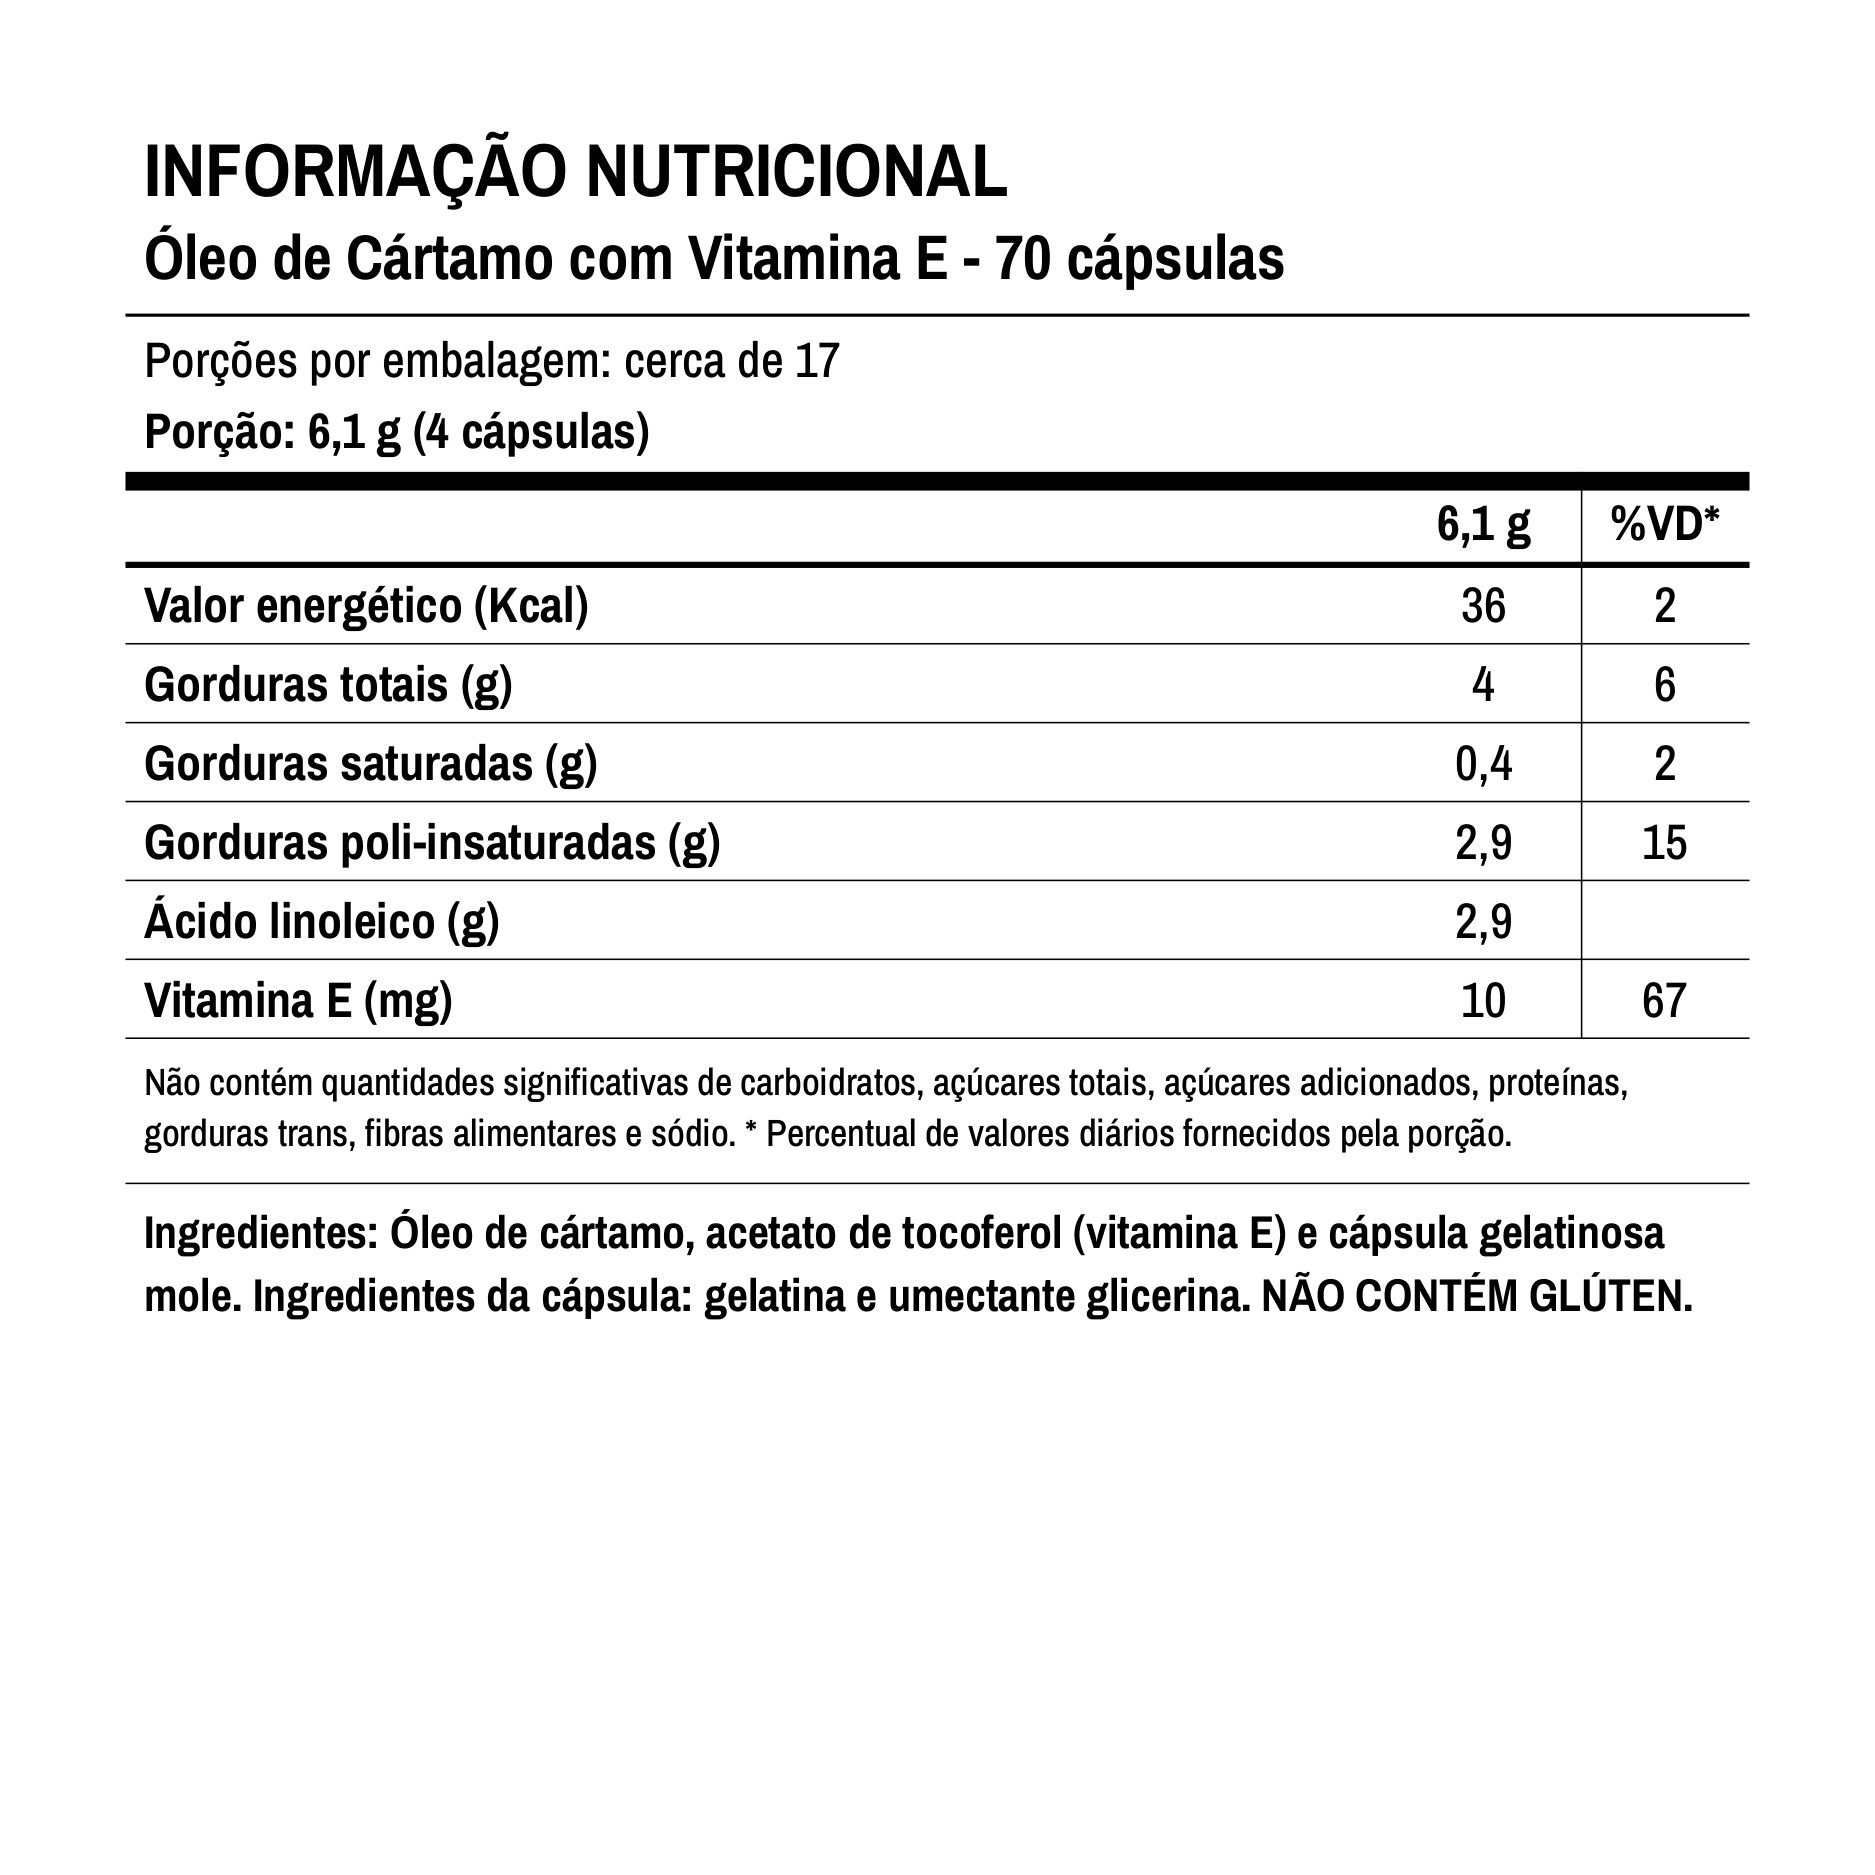 INFORMAÇÃO NUTRICIONAL
Óleo de Cártamo com Vitamina E - 70 cápsulas
Porções por embalagem: cerca de 17
Porção: 6,1 g (4 cápsulas)
6,1 g %VD*
Valor energético (Kcal) 36 2
Gorduras totais (g) 4 6
Gorduras saturadas (g) 0,4 2
Gorduras poli-insaturadas (g) 2,9 15
Ácido linoleico (g) 2,9
Vitamina E (mg) 10 67
Não contém quantidades significativas de carboidratos, açúcares totais, açúcares adicionados, proteínas,
gorduras trans, fibras alimentares e sódio. * Percentual de valores diários fornecidos pela porção.
Ingredientes: Óleo de cártamo, acetato de tocoferol (vitamina E) e cápsula gelatinosa
mole. Ingredientes da cápsula: gelatina e umectante glicerina. NÃO CONTÉM GLÚTEN.